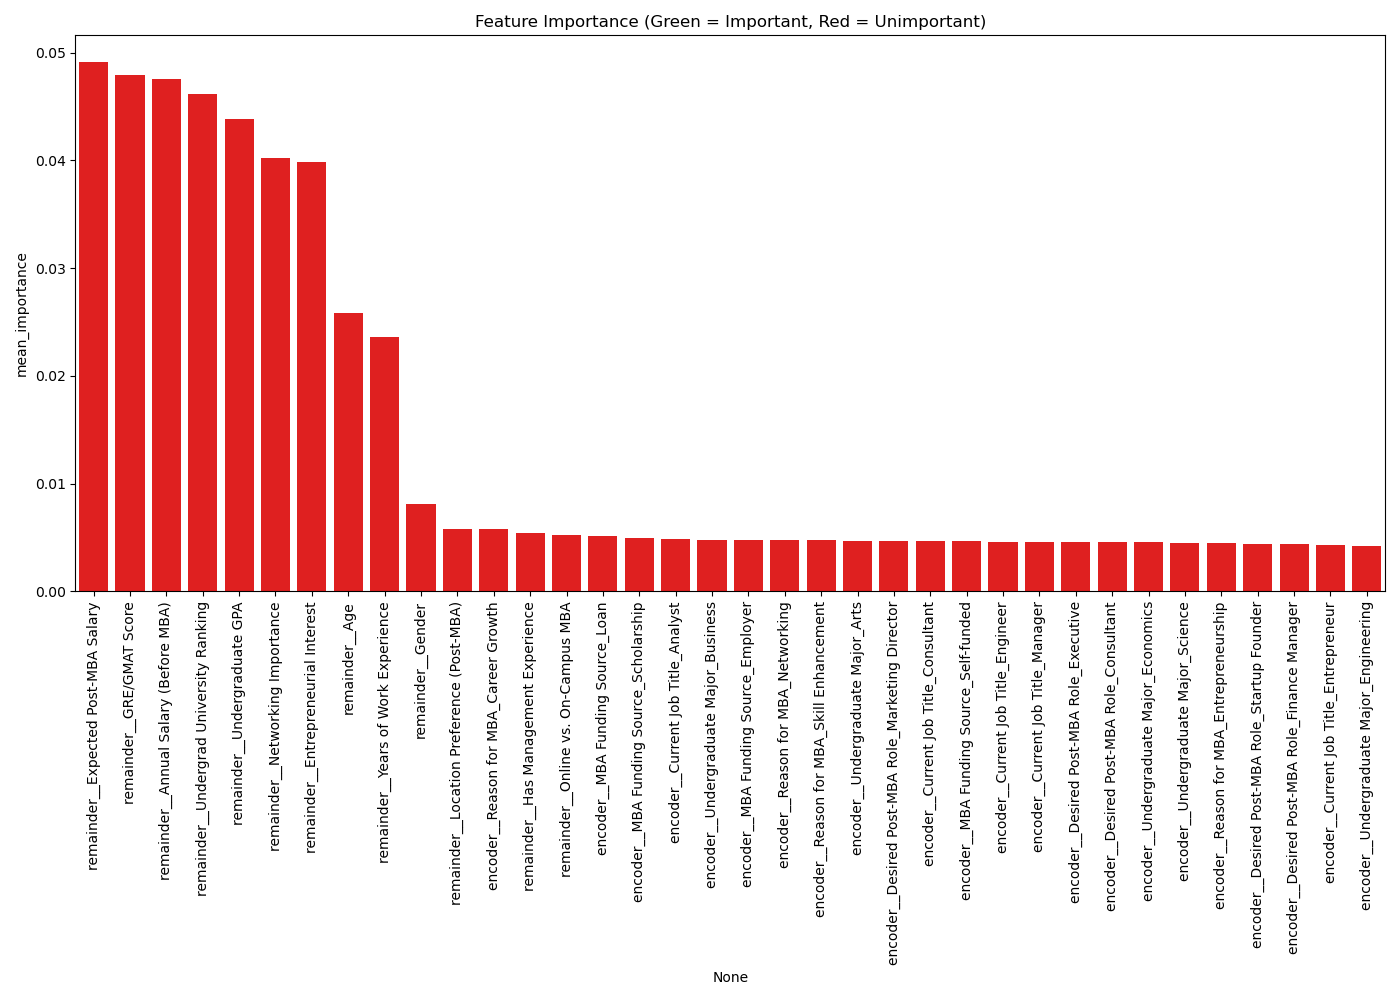 Feature Importance (Green = Important, Red = Unimportant)
mean_importance
0.05
0.04
0.03
0.02
0.01
0.00
remainder__Expected Post-MBA Salary
remainder__GRE/GMAT Score
remainder__Annual Salary (Before MBA)
remainder__Undergrad University Ranking
remainder__Undergraduate GPA
remainder__Networking Importance
remainder__Entrepreneurial Interest
remainder__Age
remainder__Years of Work Experience
remainder__Gender
remainder__Location Preference (Post-MBA)
encoder__Reason for MBA_Career Growth
remainder__Has Management Experience
remainder__Online vs. On-Campus MBA
encoder__MBA Funding Source_Loan
encoder__MBA Funding Source_Scholarship
encoder__Current Job Title_Analyst
encoder__Undergraduate Major_Business
encoder__MBA Funding Source_Employer
encoder__Reason for MBA_Networking
encoder__Reason for MBA_Skill Enhancement
encoder__Undergraduate Major_Arts
encoder__Desired Post-MBA Role_Marketing Director
encoder__Current Job Title_Consultant
encoder__MBA Funding Source_Self-funded
encoder__Current Job Title_Engineer
encoder__Current Job Title_Manager
encoder__Desired Post-MBA Role_Executive
encoder__Desired Post-MBA Role_Consultant
encoder__Undergraduate Major_Economics
encoder__Undergraduate Major_Science
encoder__Reason for MBA_Entrepreneurship
encoder__Desired Post-MBA Role_Startup Founder
encoder__Desired Post-MBA Role_Finance Manager
encoder__Current Job Title_Entrepreneur
encoder__Undergraduate Major_Engineering
None